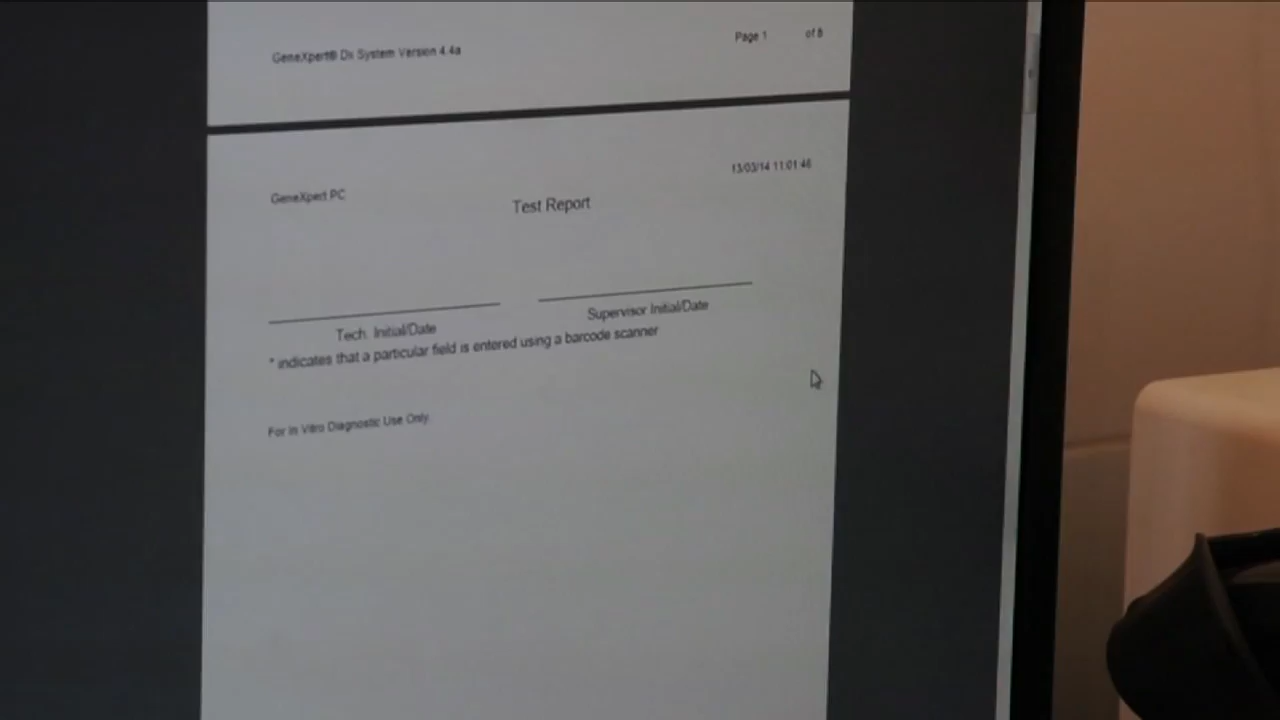 GeneXpert® Dx System Version 4.4a
Page 1 of 8
13/03/14 11:01:46
GeneXpert PC
Test Report
Tech. Initial/Date
Supervisor Initial/Date
* indicates that a particular field is entered using a barcode scanner
For In Vitro Diagnostic Use Only.